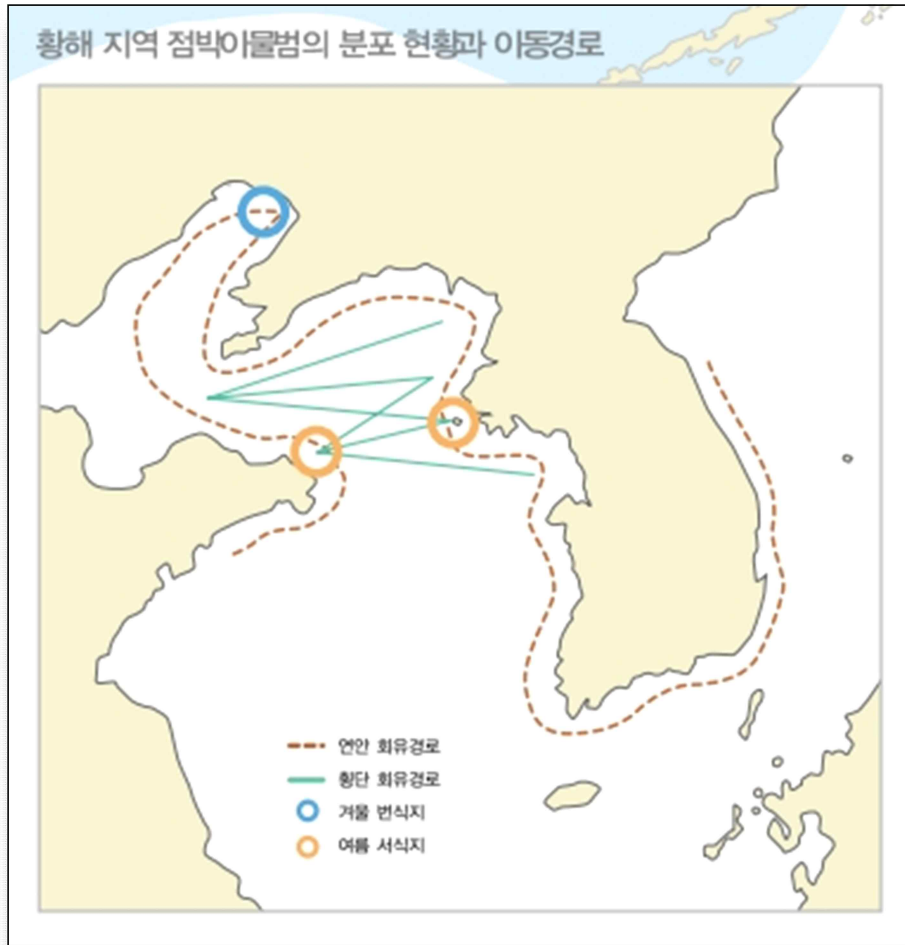 황해 지역 점박이물범의 분포 현황과 이동경로
연안 회유경로
횡단 회유경로
겨울 번식지
여름 서식지